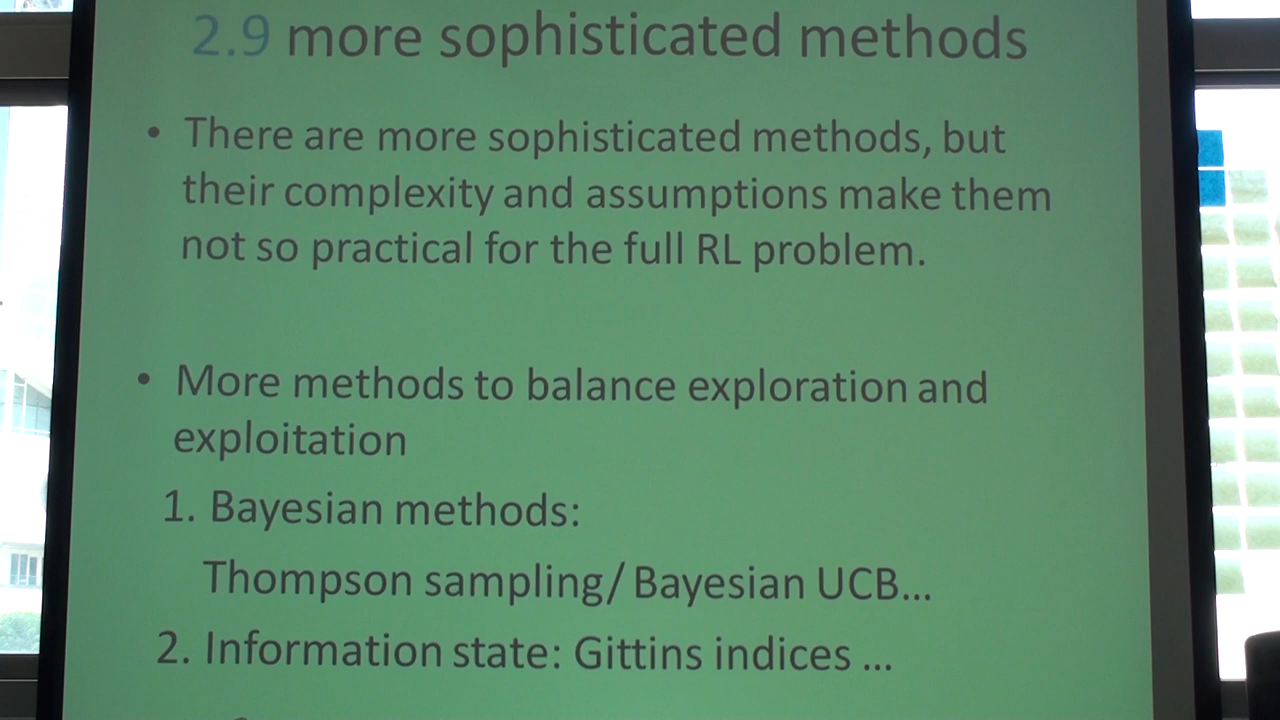 2.9 more sophisticated methods
• There are more sophisticated methods, but
their complexity and assumptions make them
not so practical for the full RL problem.
• More methods to balance exploration and
exploitation
1. Bayesian methods:
Thompson sampling/ Bayesian UCB...
2. Information state: Gittins indices ...